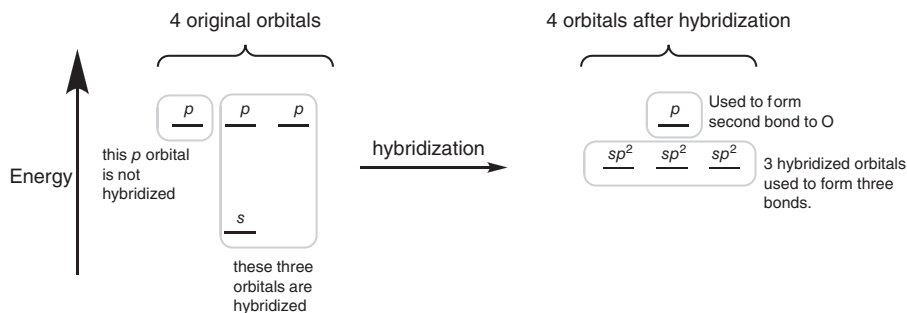 4 original orbitals
4 orbitals after hybridization
Energy
p
p p
this p orbital
is not
hybridized
s
these three
orbitals are
hybridized
hybridization
p
Used to form
second bond to O
sp² sp² sp²
3 hybridized orbitals
used to form three
bonds.